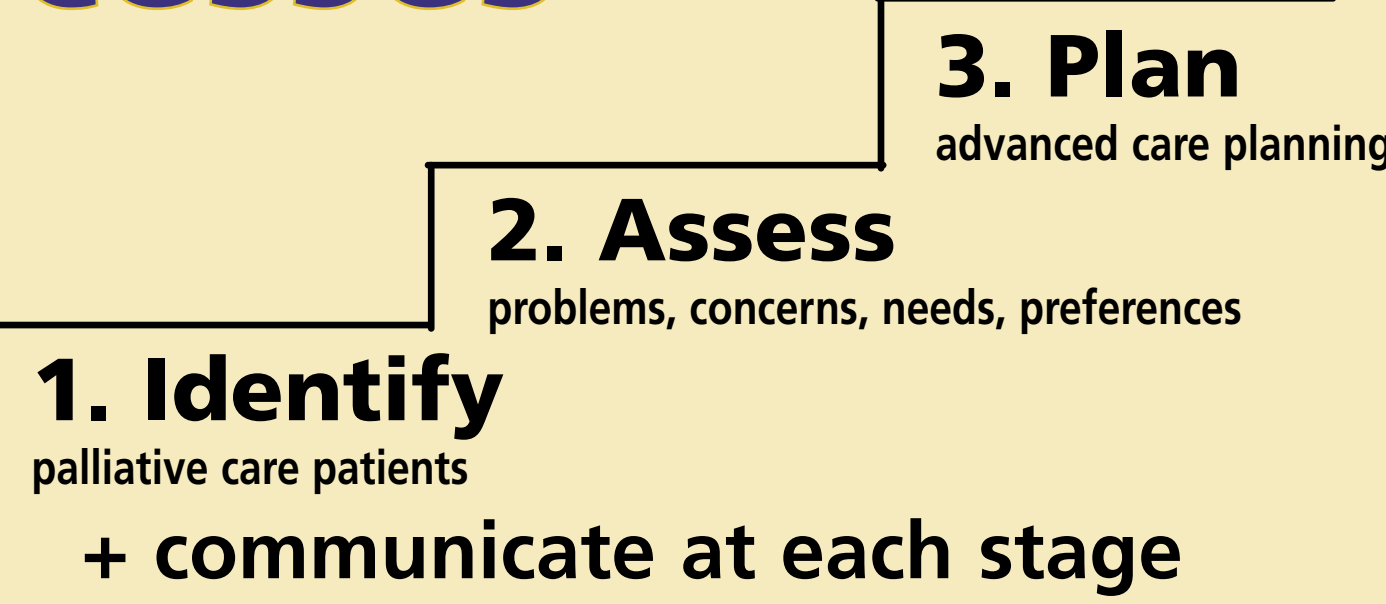 3. Plan
advanced care planning
2. Assess
problems, concerns, needs, preferences
1. Identify
palliative care patients
+ communicate at each stage